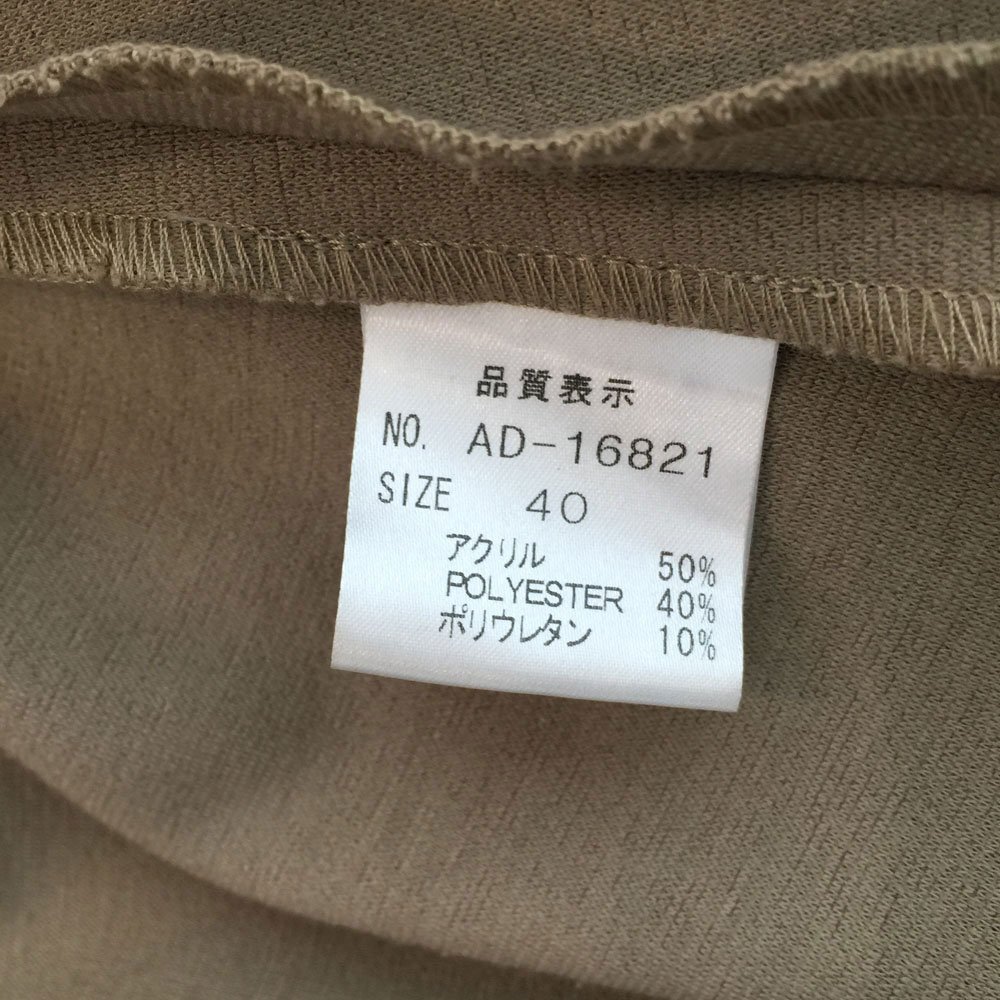 品質表示
NO. AD-16821
SIZE 40
アクリル 50%
POLYESTER 40%
ポリウレタン 10%